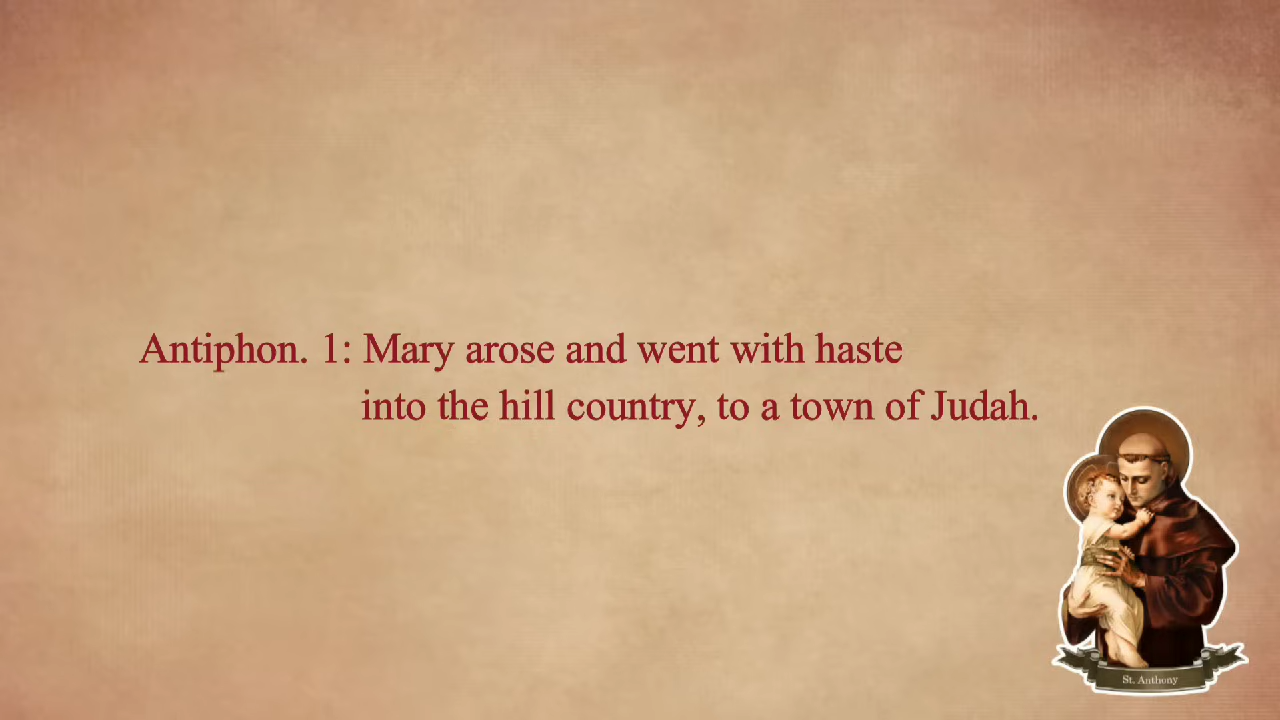 Antiphon. 1: Mary arose and went with haste
into the hill country, to a town of Judah.
St. Anthony